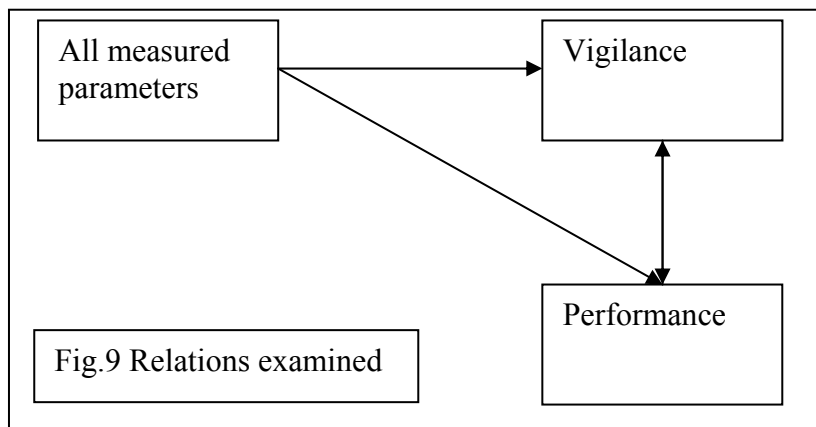 All measured
parameters
Vigilance
Performance
Fig.9 Relations examined